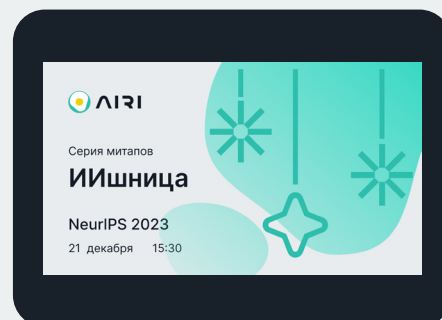 AIRI
Серия митапов
ИИшница
NeurIPS 2023
21 декабря 15:30